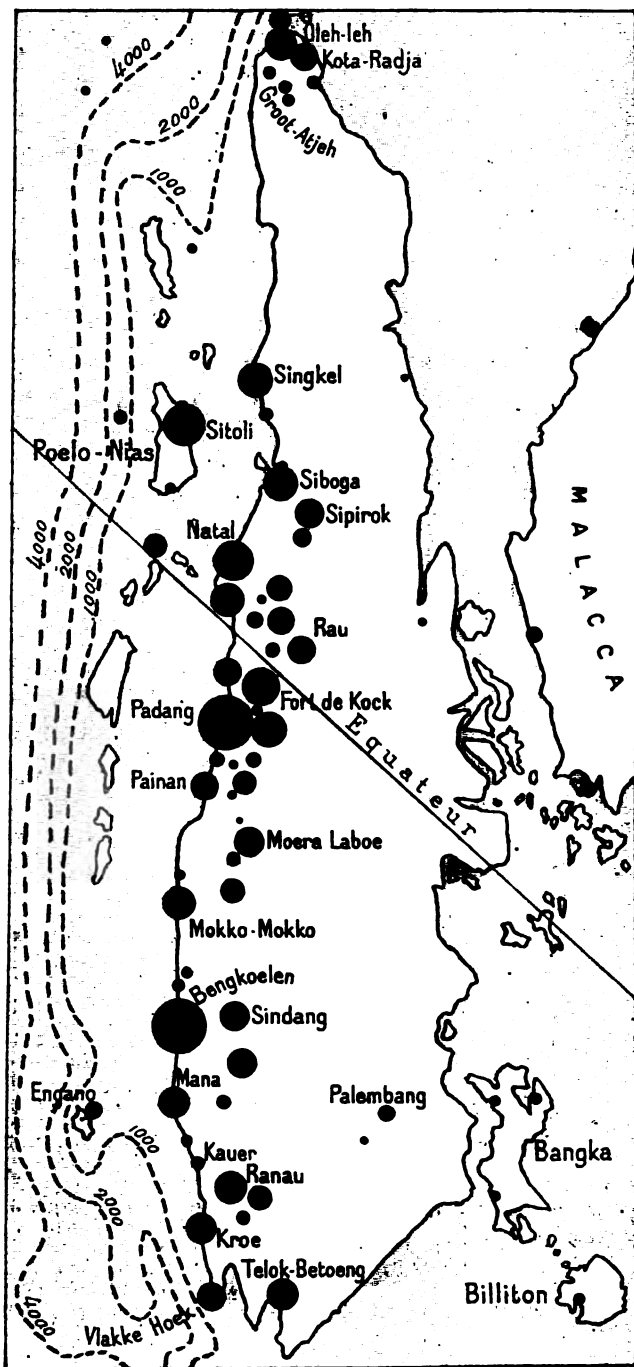 Oleh-leh
4000
Kota-Radja
2000
Groot-Atjeh
1000
Singkel
Sitoli
Poelo-Nias
Siboga
MALACCA
Sipirok
4000
2000
Natal
1000
Rau
Fort de Kock
Padang
Equateur
Painan
Moera Laboe
Mokko-Mokko
Bengkoelen
Sindang
Engano
Mana
Palembang
1000
Kauer
Bangka
Ranau
2000
Kroe
Telok-Betoeng
Billiton
4000
Vlakke Hoek